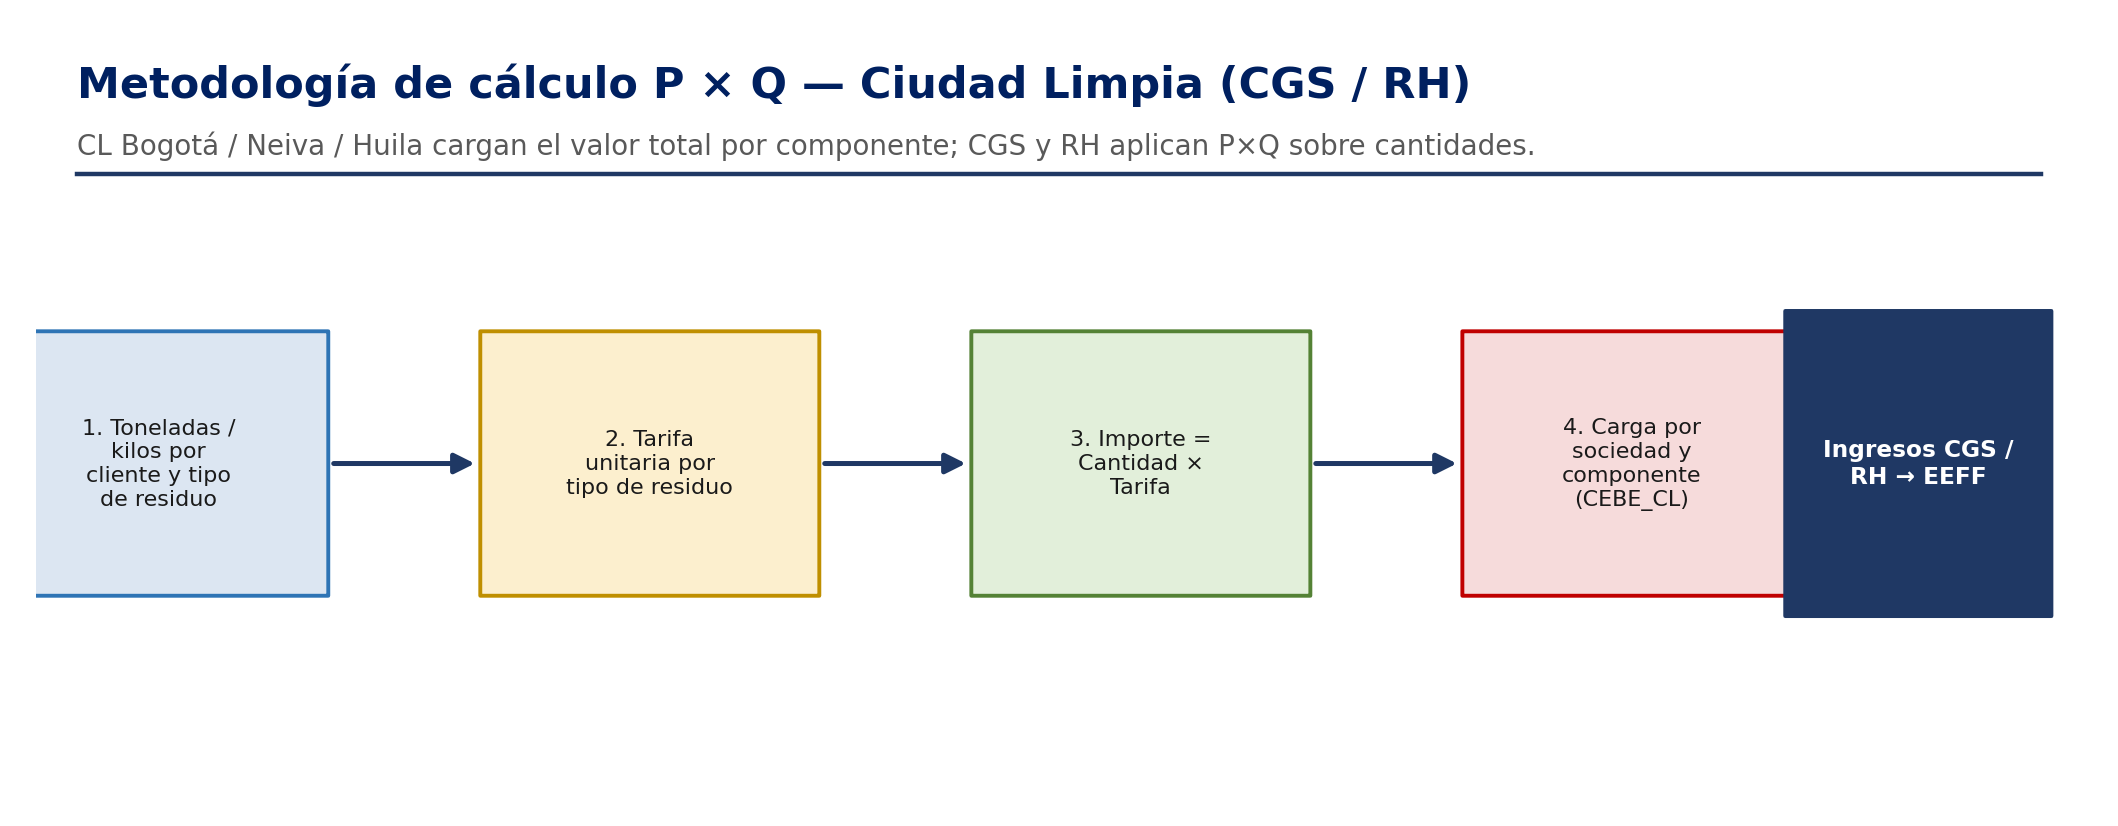 Metodología de cálculo P × Q — Ciudad Limpia (CGS / RH)
CL Bogotá / Neiva / Huila cargan el valor total por componente; CGS y RH aplican P×Q sobre cantidades.
1. Toneladas /
kilos por
cliente y tipo
de residuo
2. Tarifa
unitaria por
tipo de residuo
3. Importe =
Cantidad ×
Tarifa
4. Carga por
sociedad y
componente
(CEBE_CL)
Ingresos CGS /
RH → EEFF